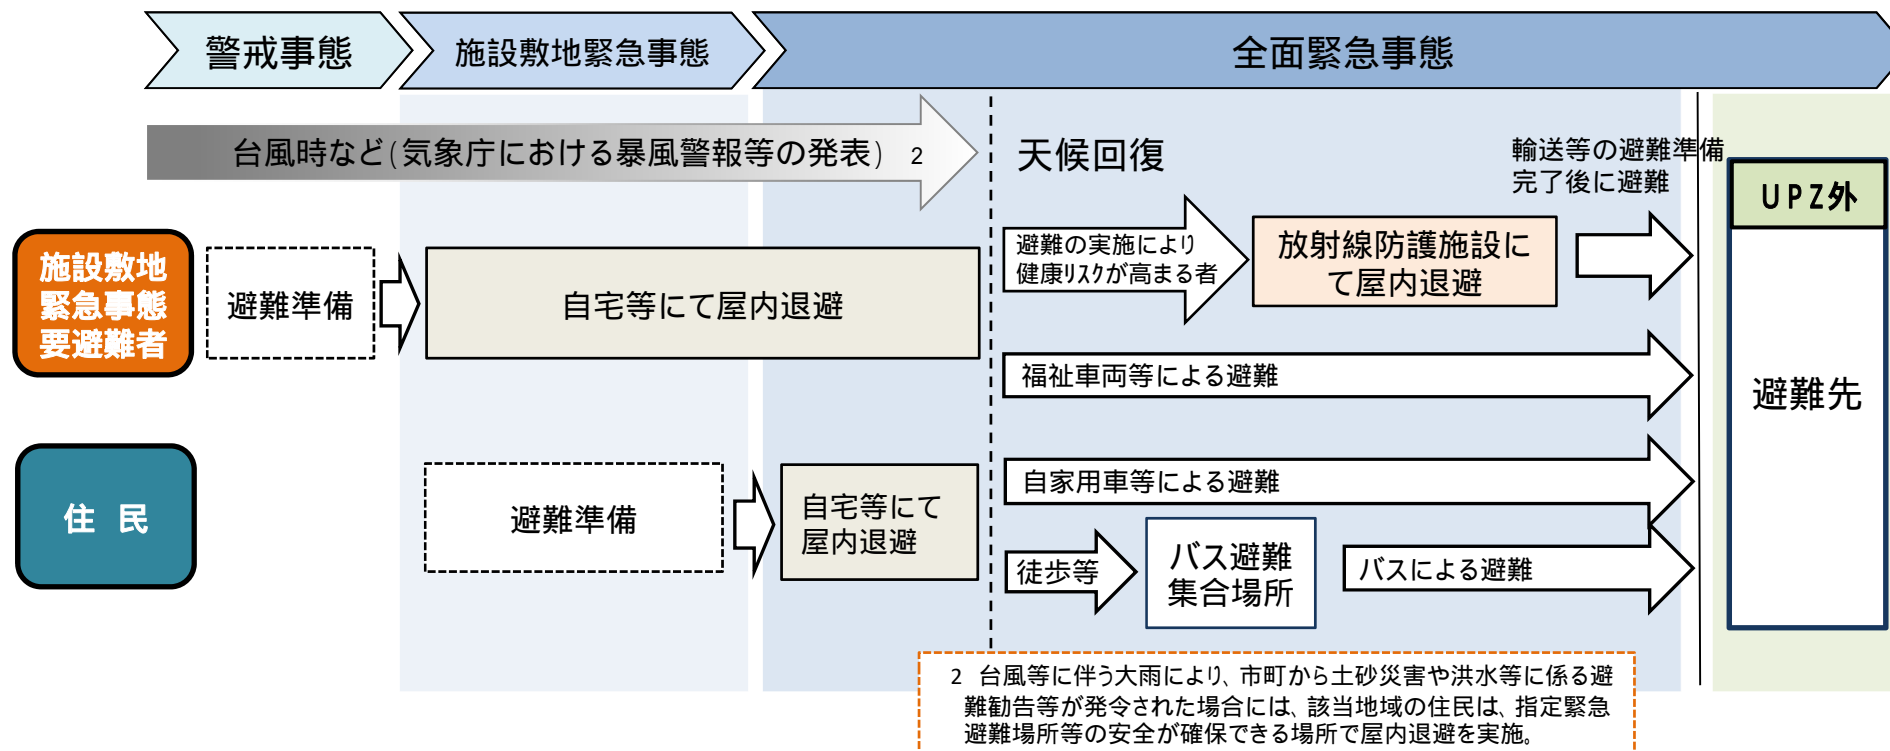 警戒事態
施設敷地緊急事態
全面緊急事態
台風時など(気象庁における暴風警報等の発表) 2
天候回復
輸送等の避難準備
完了後に避難
UPZ外
避難先
施設敷地
緊急事態
要避難者
避難準備
自宅等にて屋内退避
避難の実施により
健康リスクが高まる者
放射線防護施設に
て屋内退避
福祉車両等による避難
住 民
避難準備
自宅等にて
屋内退避
自家用車等による避難
徒歩等
バス避難
集合場所
バスによる避難
2 台風等に伴う大雨により、市町から土砂災害や洪水等に係る避
難勧告等が発令された場合には、該当地域の住民は、指定緊急
避難場所等の安全が確保できる場所で屋内退避を実施。